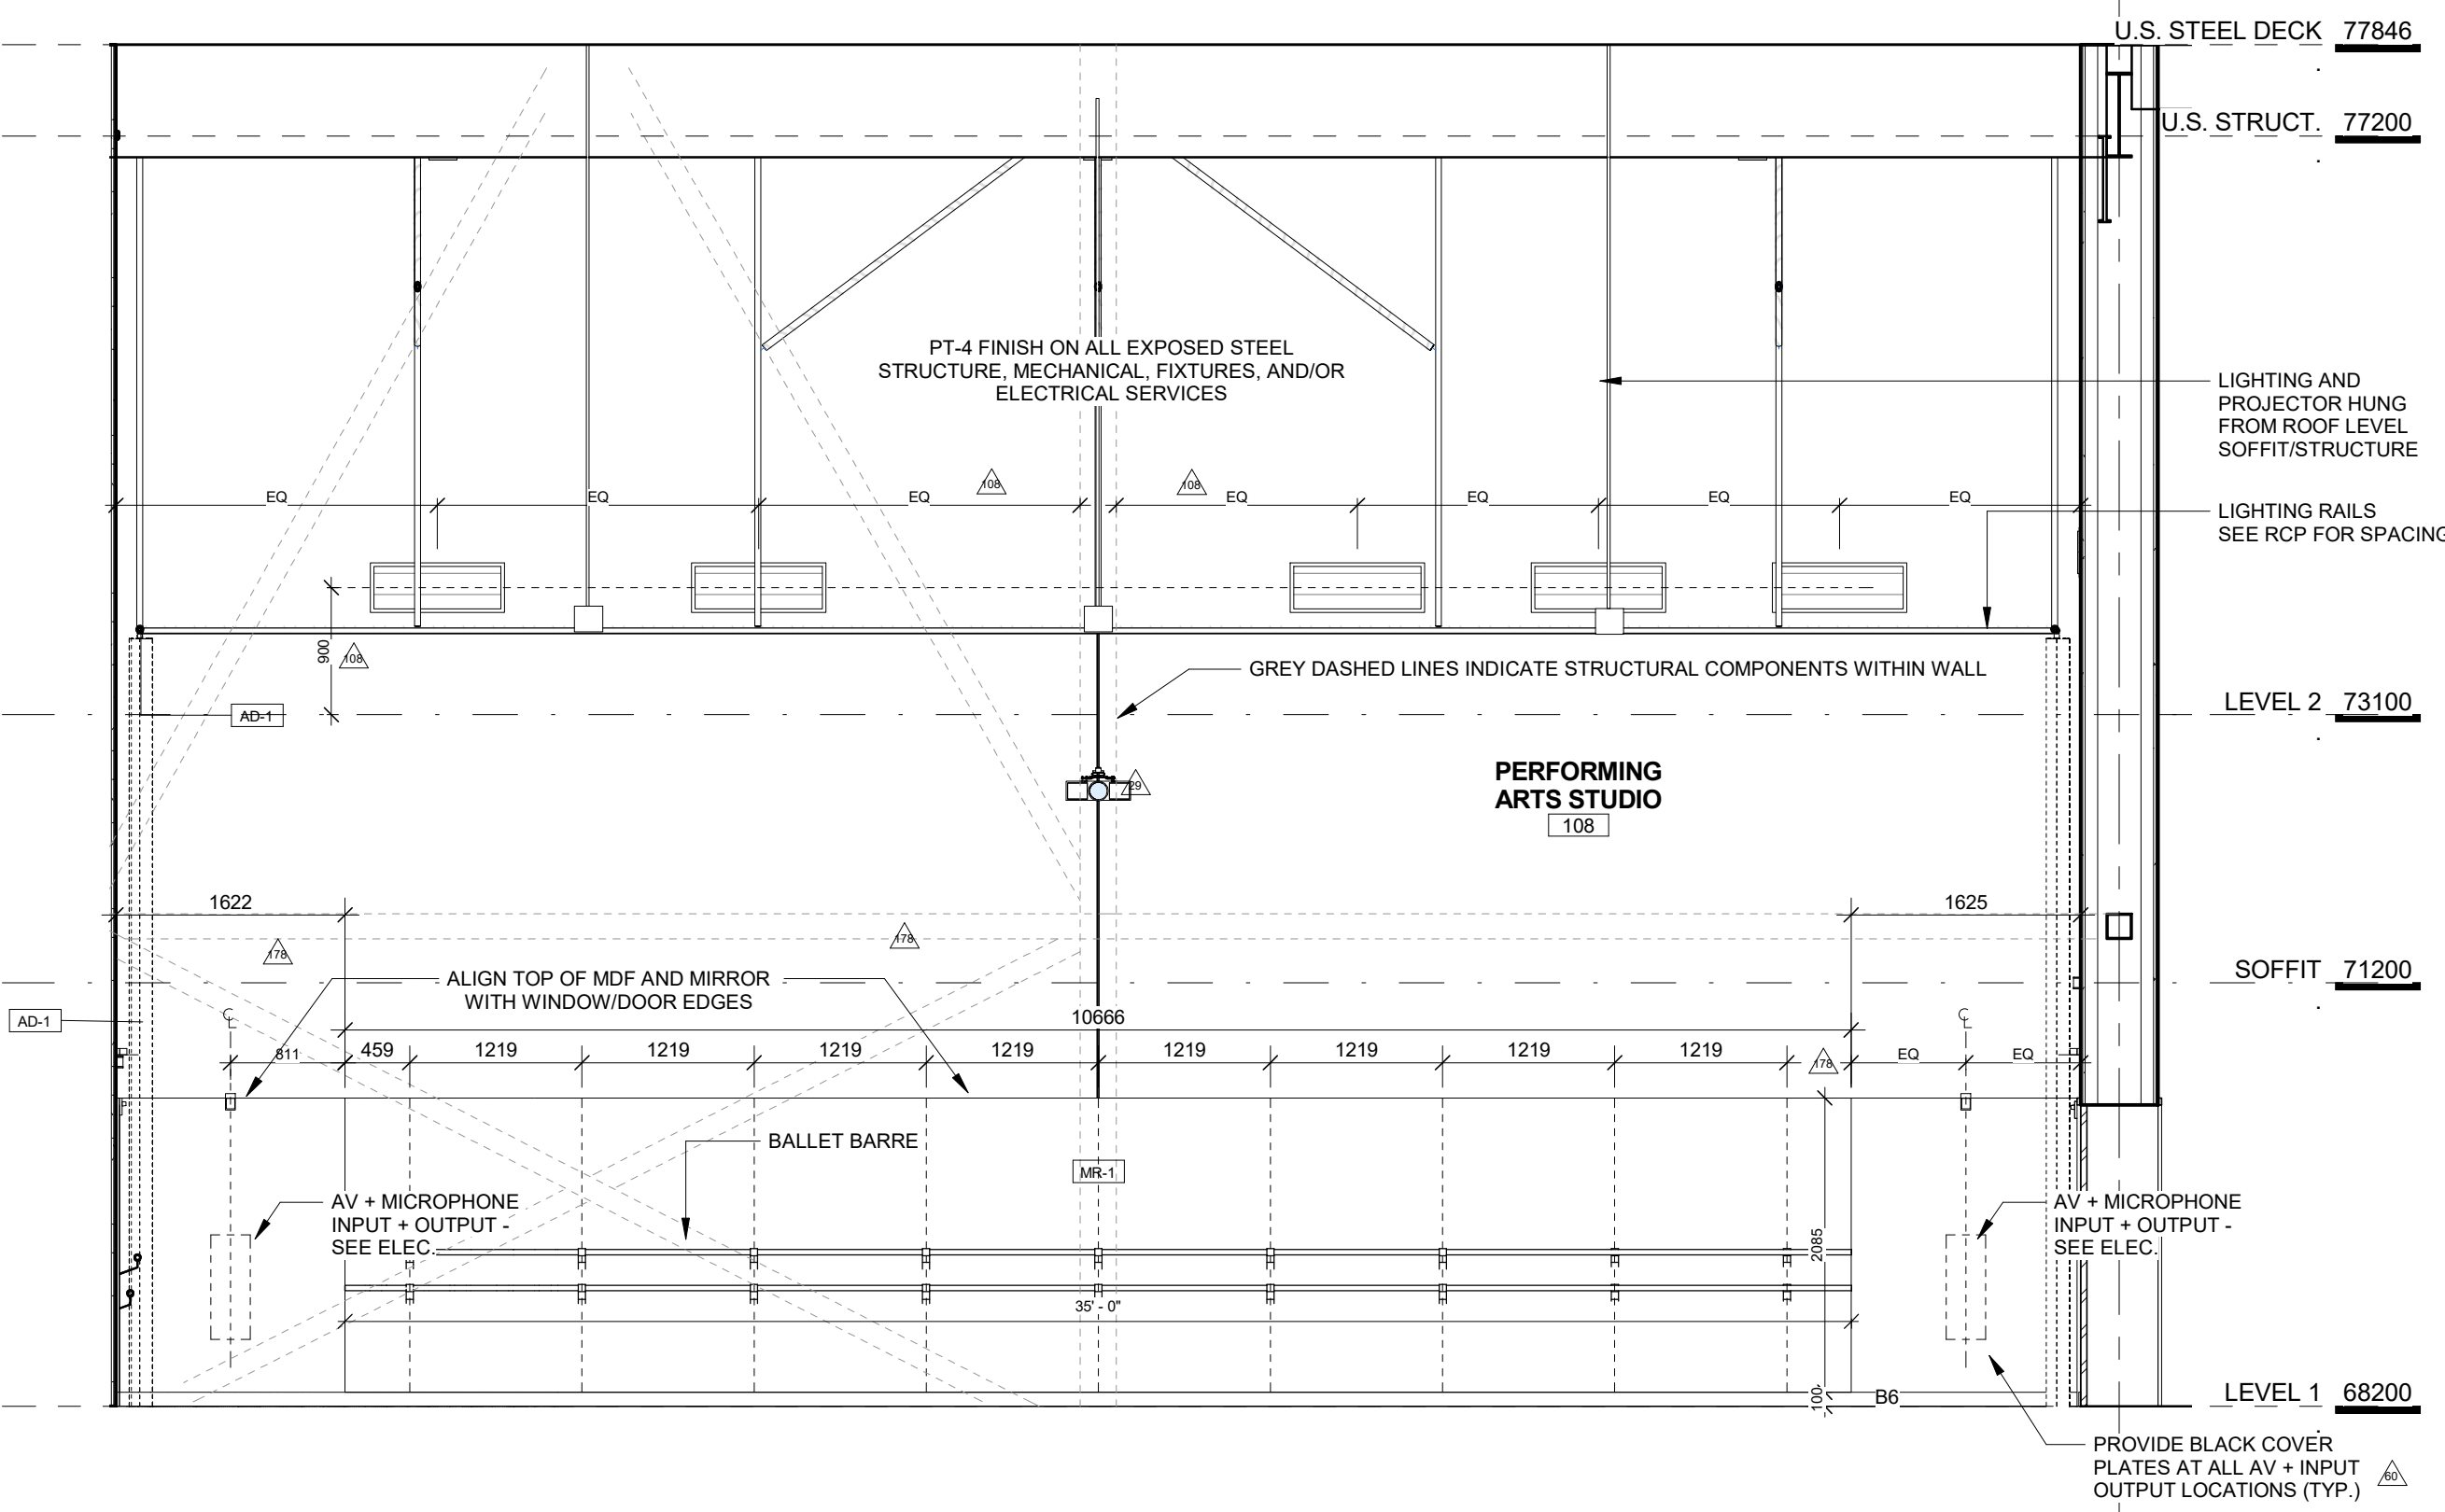 U.S. STEEL DECK 77846
U.S. STRUCT. 77200
PT-4 FINISH ON ALL EXPOSED STEEL
STRUCTURE, MECHANICAL, FIXTURES, AND/OR
ELECTRICAL SERVICES
LIGHTING AND
PROJECTOR HUNG
FROM ROOF LEVEL
SOFFIT/STRUCTURE
108 108
EQ EQ EQ EQ EQ EQ EQ
LIGHTING RAILS
SEE RCP FOR SPACING
900 108
GREY DASHED LINES INDICATE STRUCTURAL COMPONENTS WITHIN WALL
AD-1
LEVEL 2 73100
29
PERFORMING
ARTS STUDIO
108
1622 1625
178 178
SOFFIT 71200
ALIGN TOP OF MDF AND MIRROR
WITH WINDOW/DOOR EDGES
AD-1
10666
811 459 1219 1219 1219 1219 1219 1219 1219 1219 178 EQ EQ
BALLET BARRE
MR-1
AV + MICROPHONE
INPUT + OUTPUT -
SEE ELEC.
2085
AV + MICROPHONE
INPUT + OUTPUT -
SEE ELEC.
35' - 0"
100 B6
LEVEL 1 68200
PROVIDE BLACK COVER
PLATES AT ALL AV + INPUT
OUTPUT LOCATIONS (TYP.) 60